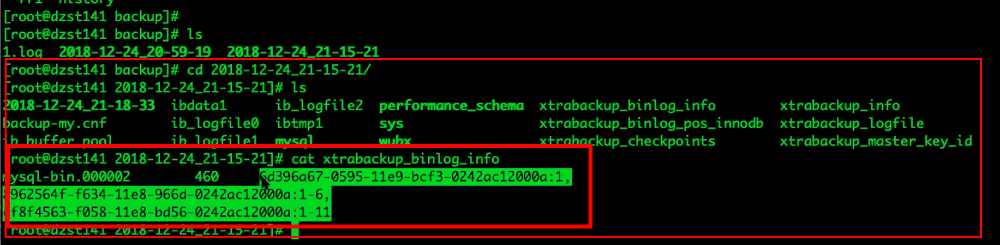 771 history
[root@dzst141 backup]#
[root@dzst141 backup]# ls
1.log 2018-12-24_20-59-19 2018-12-24_21-15-21
[root@dzst141 backup]# cd 2018-12-24_21-15-21/
[root@dzst141 2018-12-24_21-15-21]# ls
2018-12-24_21-18-33 ibdata1 ib_logfile2 performance_schema xtrabackup_binlog_info xtrabackup_info
backup-my.cnf ib_logfile0 ibtmp1 sys xtrabackup_binlog_pos_innodb xtrabackup_logfile
ib_buffer_pool ib_logfile1 mysql wubx xtrabackup_checkpoints xtrabackup_master_key_id
[root@dzst141 2018-12-24_21-15-21]# cat xtrabackup_binlog_info
mysql-bin.000002 460 6d396a67-0595-11e9-bcf3-0242ac12000a:1,
8962564f-f634-11e8-966d-0242ac12000a:1-6,
cf8f4563-f058-11e8-bd56-0242ac12000a:1-11
[root@dzst141 2018-12-24_21-15-21]#